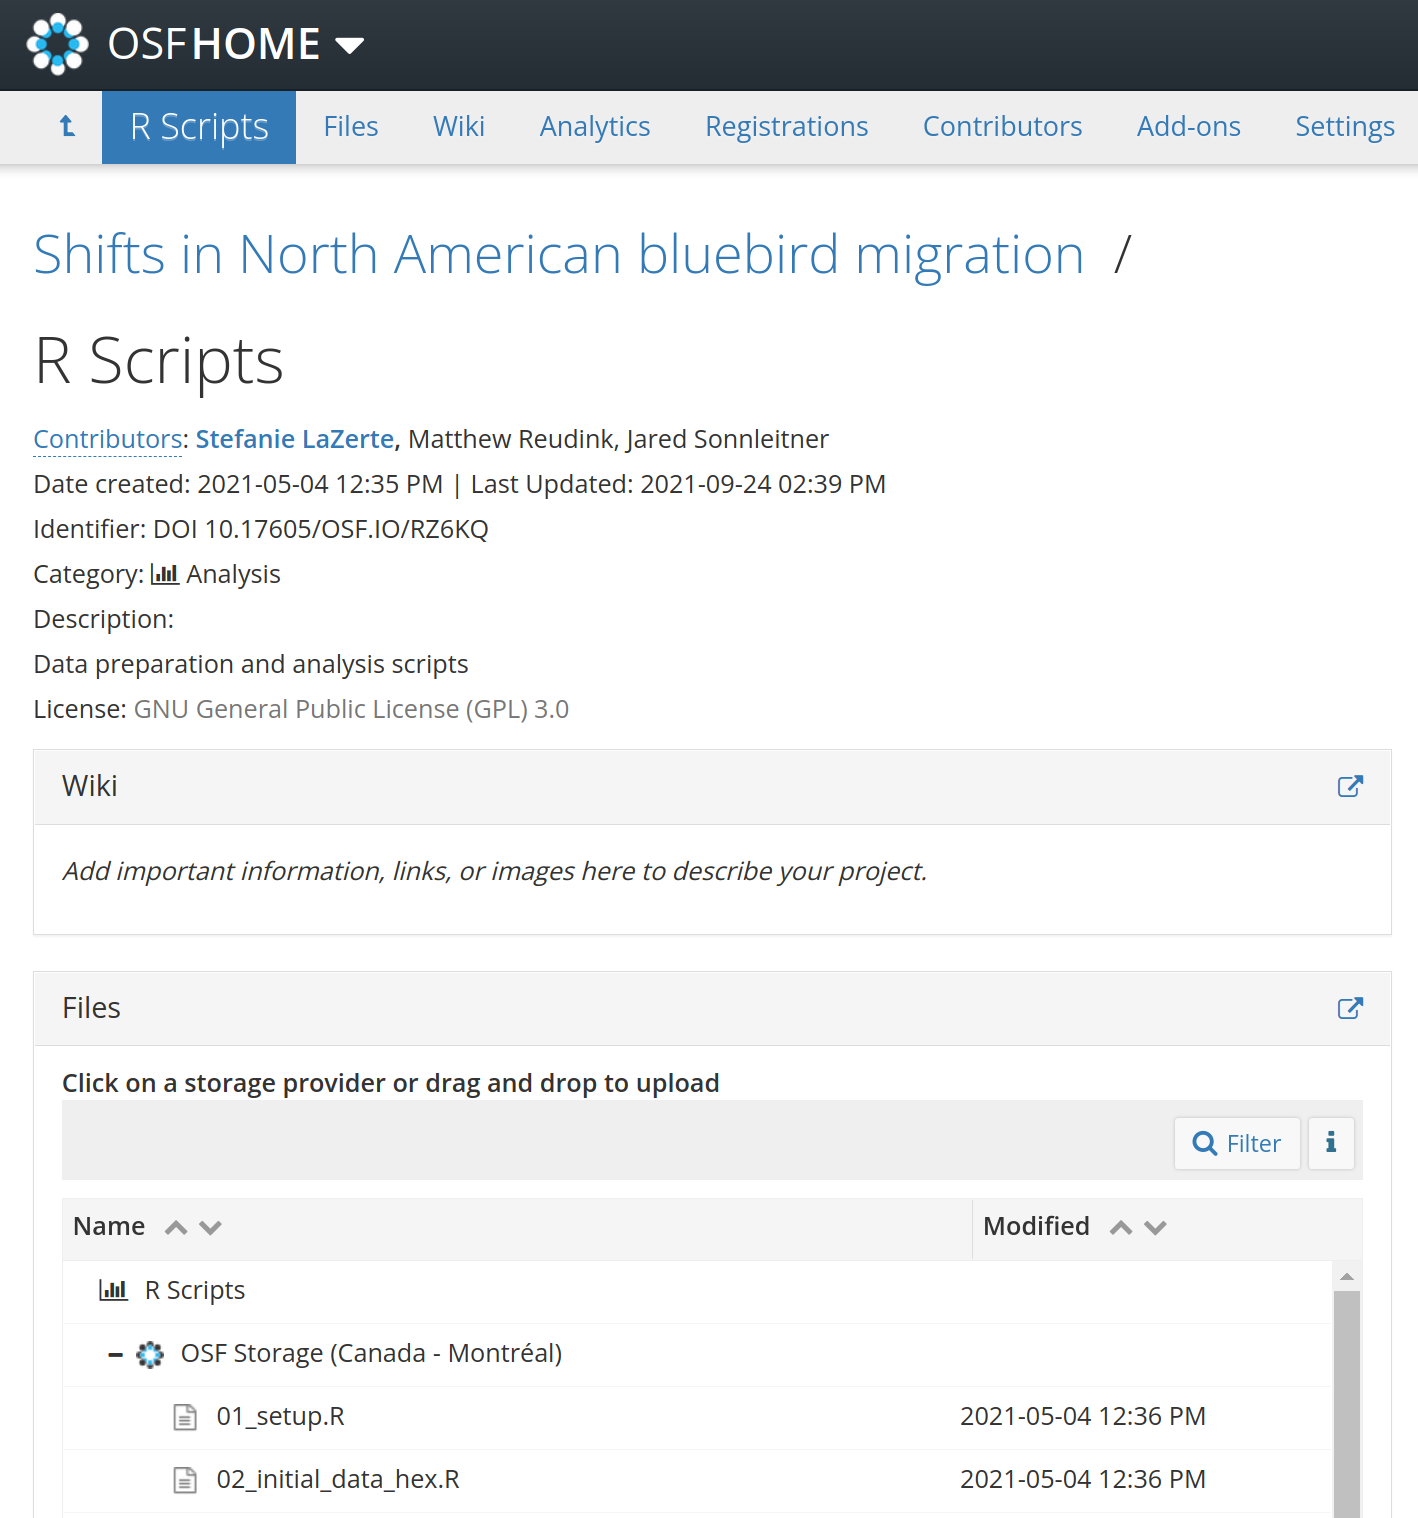 OSFHOME
R Scripts Files Wiki Analytics Registrations Contributors Add-ons Settings
Shifts in North American bluebird migration /
R Scripts
Contributors: Stefanie LaZerte, Matthew Reudink, Jared Sonnleitner
Date created: 2021-05-04 12:35 PM | Last Updated: 2021-09-24 02:39 PM
Identifier: DOI 10.17605/OSF.IO/RZ6KQ
Category: Analysis
Description:
Data preparation and analysis scripts
License: GNU General Public License (GPL) 3.0
Wiki
Add important information, links, or images here to describe your project.
Files
Click on a storage provider or drag and drop to upload
Filter
Name Modified
R Scripts
OSF Storage (Canada - Montréal)
01_setup.R 2021-05-04 12:36 PM
02_initial_data_hex.R 2021-05-04 12:36 PM